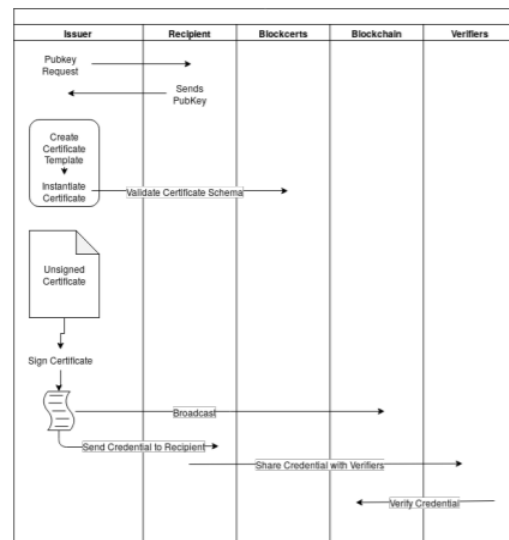 Issuer Recipient Blockcerts Blockchain Verifiers
Pubkey
Request
Sends
PubKey
Create
Certificate
Template
Instantiate
Certificate
Validate Certificate Schema
Unsigned
Certificate
Sign Certificate
Broadcast
Send Credential to Recipient
Share Credential with Verifiers
Verify Credential